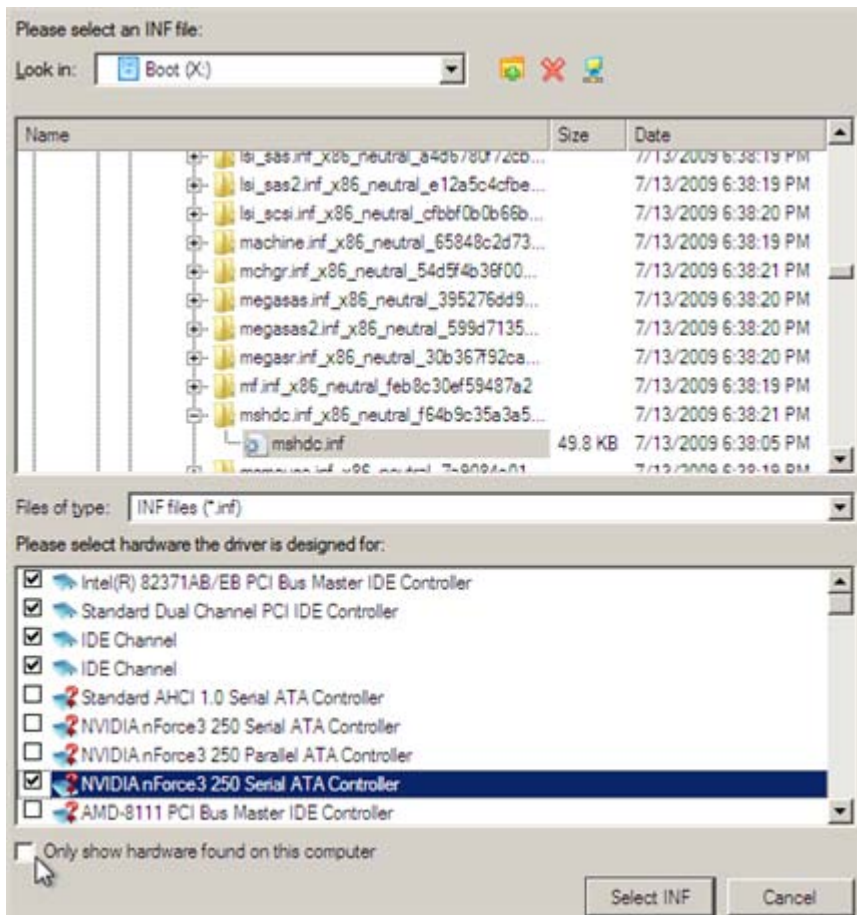 Please select an INF file:
Look in: Boot (X:)
Name Size Date
lsi_sas.inf_x86_neutral_a4d6780f72cb... 7/13/2009 6:38:19 PM
lsi_sas2.inf_x86_neutral_e12a5c4cfbe... 7/13/2009 6:38:19 PM
lsi_scsi.inf_x86_neutral_cfbbf0b0b66b... 7/13/2009 6:38:20 PM
machine.inf_x86_neutral_65848c2d73... 7/13/2009 6:38:19 PM
mchgr.inf_x86_neutral_54d5f4b36f00... 7/13/2009 6:38:21 PM
megasas.inf_x86_neutral_395276dd9... 7/13/2009 6:38:20 PM
megasas2.inf_x86_neutral_599d7135... 7/13/2009 6:38:20 PM
megasr.inf_x86_neutral_30b367f92ca... 7/13/2009 6:38:20 PM
mf.inf_x86_neutral_feb8c30ef59487a2 7/13/2009 6:38:19 PM
mshdc.inf_x86_neutral_f64b9c35a3a5... 7/13/2009 6:38:21 PM
mshdc.inf 49.8 KB 7/13/2009 6:38:05 PM
7/13/2009 6:38:19 PM
Files of type: INF files (*.inf)
Please select hardware the driver is designed for:
Intel(R) 82371AB/EB PCI Bus Master IDE Controller
Standard Dual Channel PCI IDE Controller
IDE Channel
IDE Channel
Standard AHCI 1.0 Serial ATA Controller
NVIDIA nForce3 250 Serial ATA Controller
NVIDIA nForce3 250 Parallel ATA Controller
NVIDIA nForce3 250 Serial ATA Controller
AMD-8111 PCI Bus Master IDE Controller
Only show hardware found on this computer
Select INF Cancel